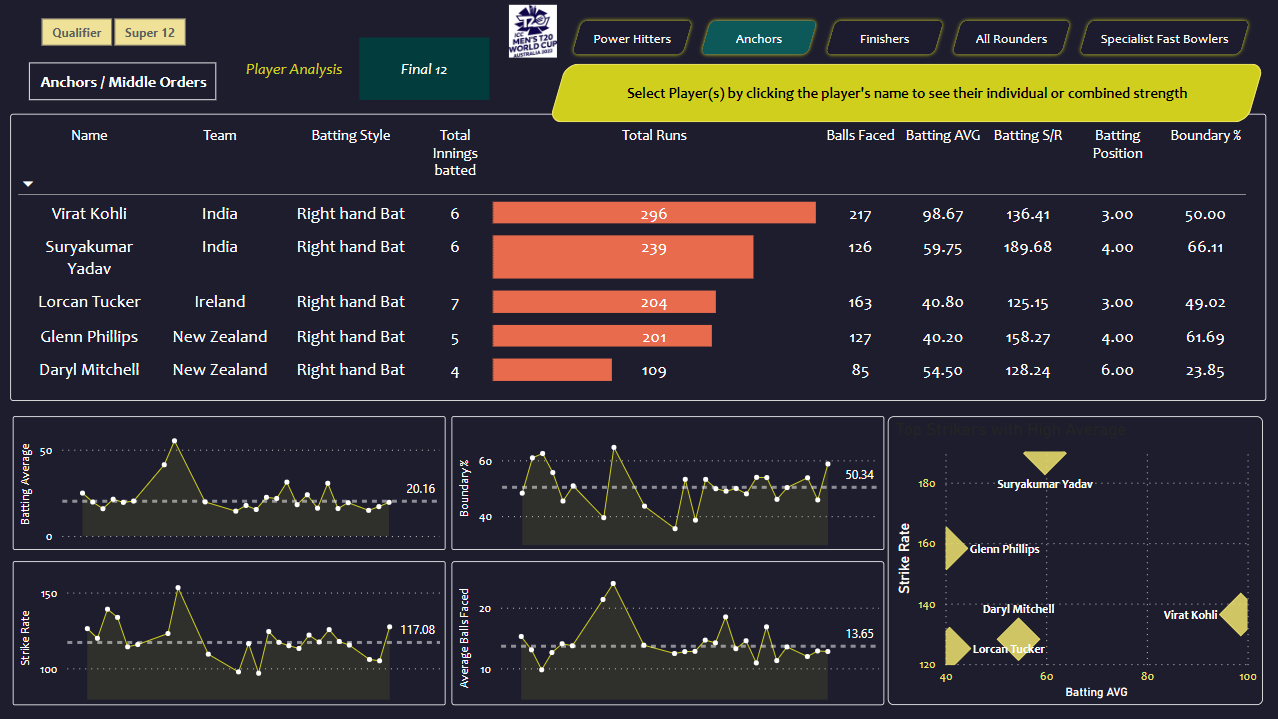 Qualifier
Super 12
Anchors / Middle Orders
Player Analysis
Final 12
ICC
MEN'S T20
WORLD CUP
AUSTRALIA 2022
Power Hitters
Anchors
Finishers
All Rounders
Specialist Fast Bowlers
Select Player(s) by clicking the player's name to see their individual or combined strength
Name Team Batting Style Total Innings batted Total Runs Balls Faced Batting AVG Batting S/R Batting Position Boundary %
Virat Kohli India Right hand Bat 6 296 217 98.67 136.41 3.00 50.00
Suryakumar Yadav India Right hand Bat 6 239 126 59.75 189.68 4.00 66.11
Lorcan Tucker Ireland Right hand Bat 7 204 163 40.80 125.15 3.00 49.02
Glenn Phillips New Zealand Right hand Bat 5 201 127 40.20 158.27 4.00 61.69
Daryl Mitchell New Zealand Right hand Bat 4 109 85 54.50 128.24 6.00 23.85
Batting Average
50
0
20.16
Boundary%
60
40
50.34
Strike Rate
150
100
117.08
Average Balls Faced
20
10
13.65
Top Strikers with High Average
Strike Rate
180
160
140
120
Suryakumar Yadav
Glenn Phillips
Daryl Mitchell
Virat Kohli
Lorcan Tucker
40 60 80 100
Batting AVG